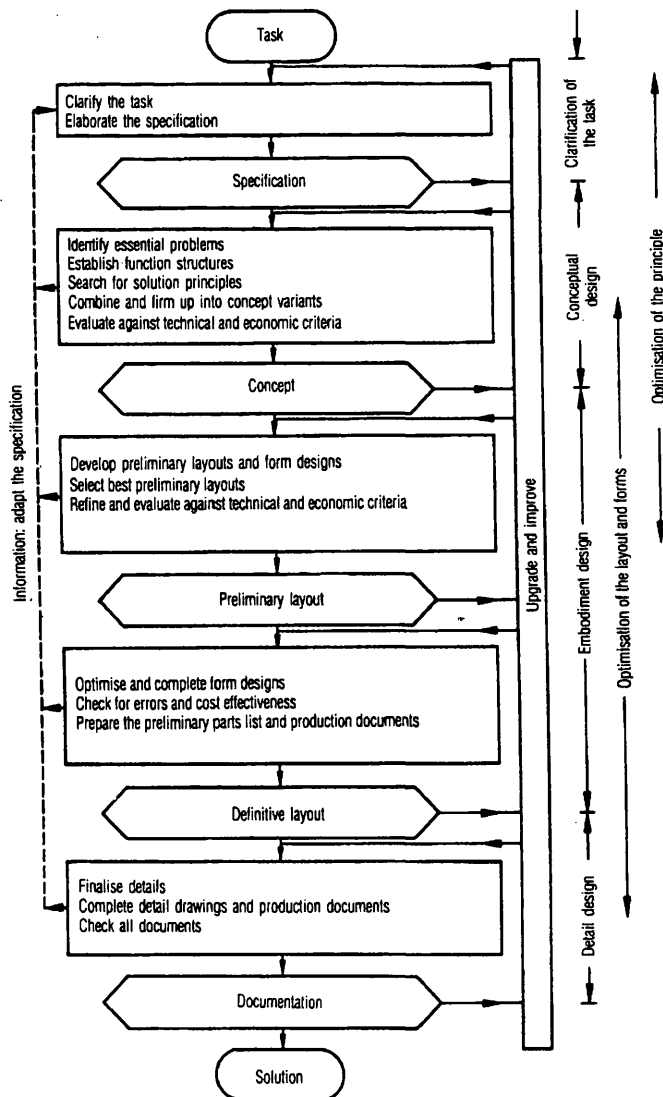 Task
Clarify the task
Elaborate the specification
Specification
Identify essential problems
Establish function structures
Search for solution principles
Combine and firm up into concept variants
Evaluate against technical and economic criteria
Concept
Develop preliminary layouts and form designs
Select best preliminary layouts
Refine and evaluate against technical and economic criteria
Preliminary layout
Optimise and complete form designs
Check for errors and cost effectiveness
Prepare the preliminary parts list and production documents
Definitive layout
Finalise details
Complete detail drawings and production documents
Check all documents
Documentation
Solution
Information: adapt the specification
Upgrade and improve
Clarification of
the task
Conceptual
design
Embodiment design
Detail design
Optimisation of the layout and forms
Optimisation of the principle